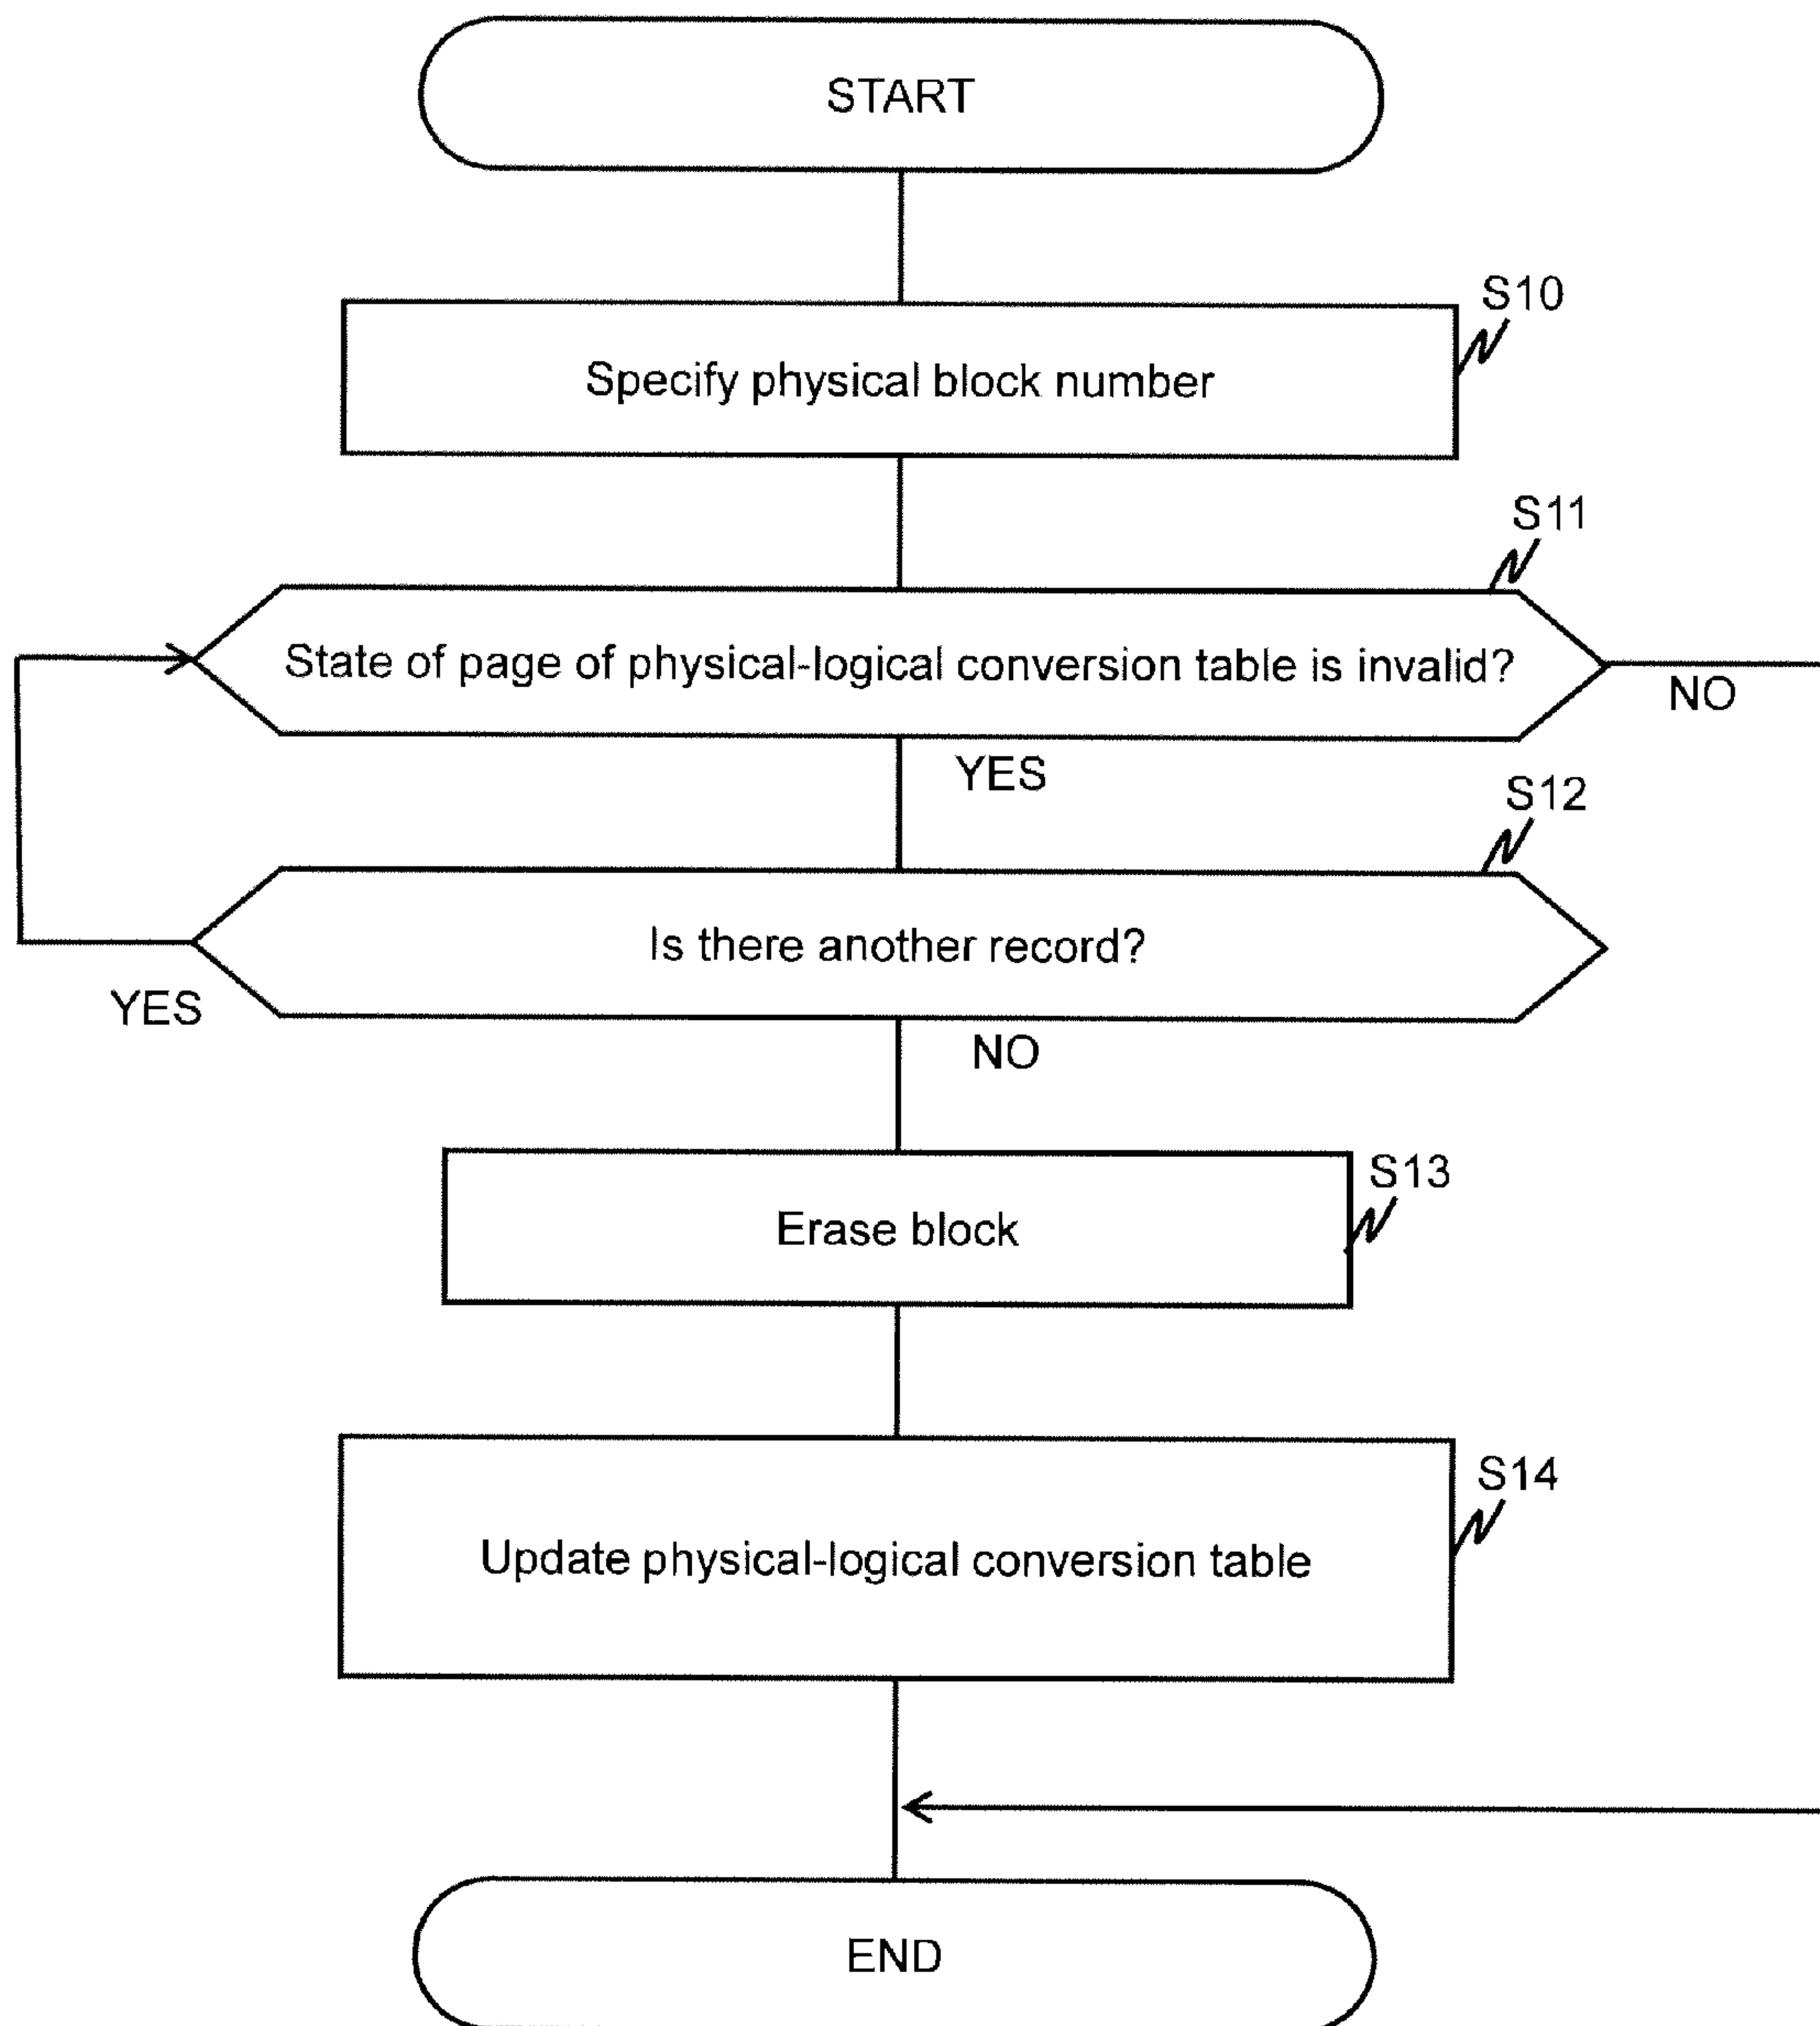 START
S10
Specify physical block number
S11
State of page of physical-logical conversion table is invalid?
NO
YES
S12
Is there another record?
YES
NO
S13
Erase block
S14
Update physical-logical conversion table
END